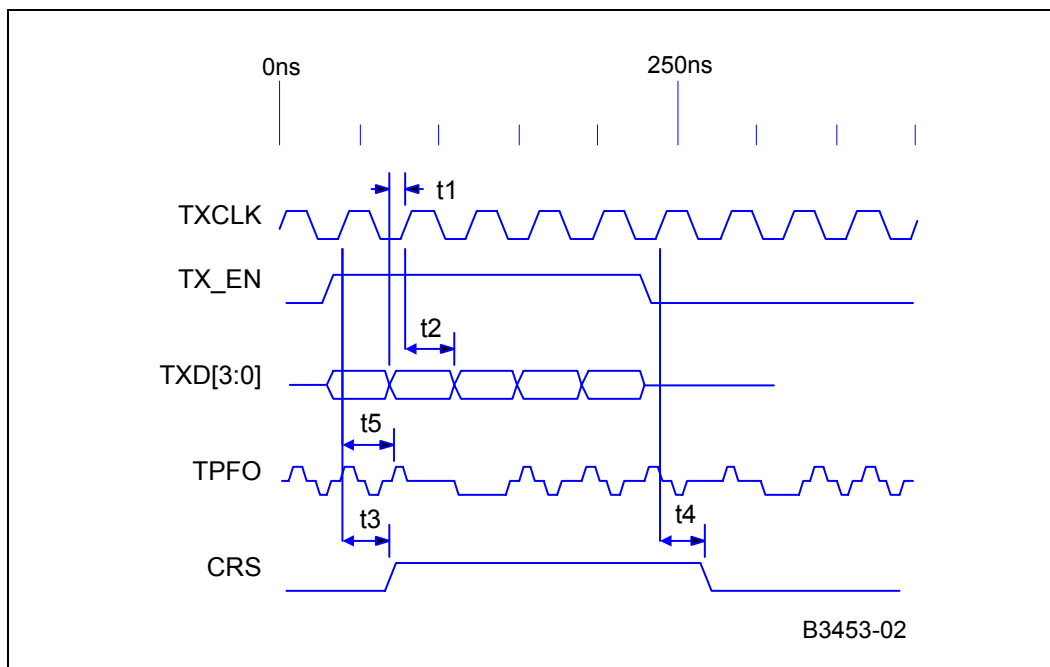 0ns 250ns
t1
TXCLK
TX_EN
t2
TXD[3:0]
t5
TPFO
t3 t4
CRS
B3453-02